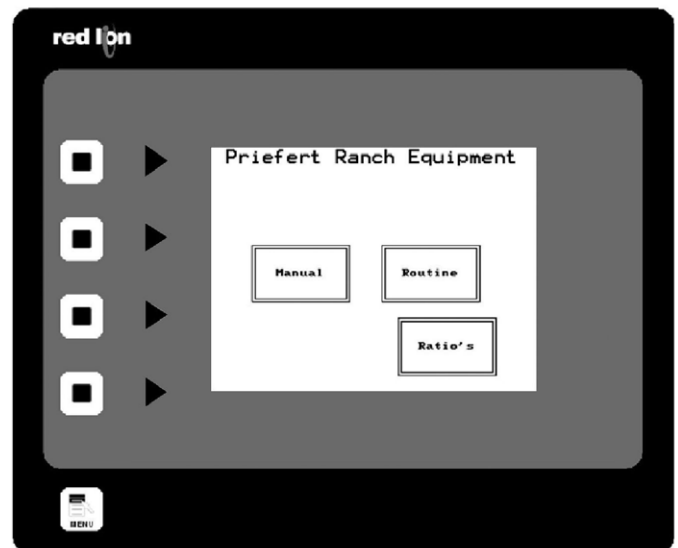 red lion
Priefert Ranch Equipment
Manual
Routine
Ratio's
MENU